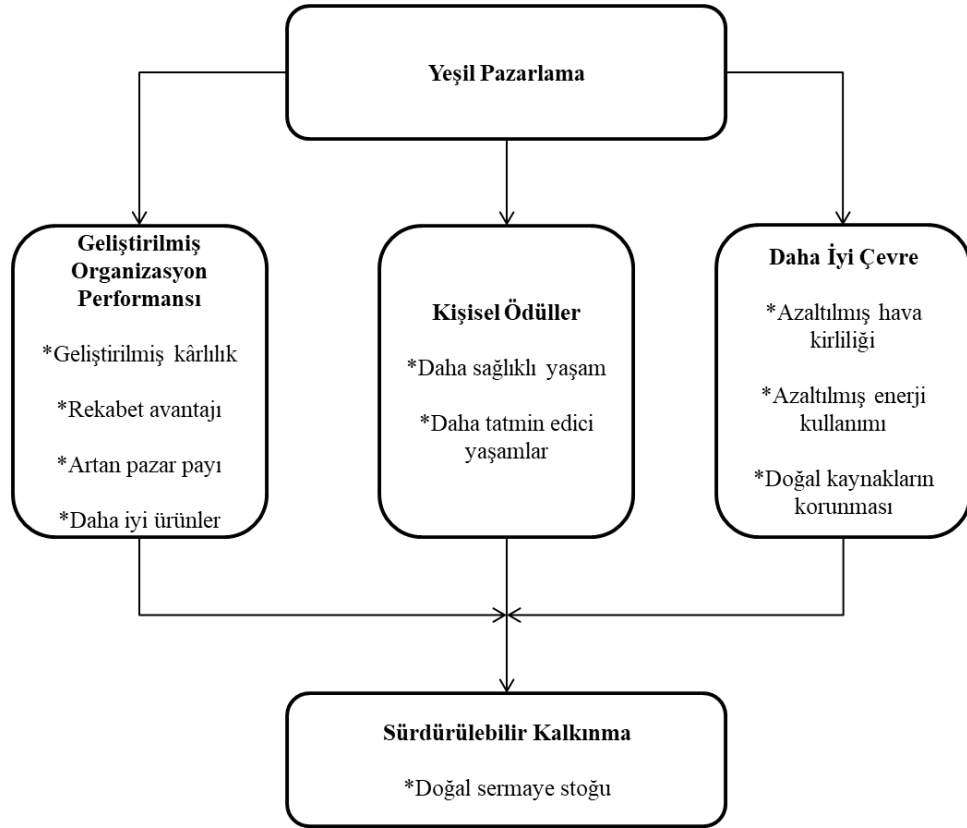 Yeşil Pazarlama
Geliştirilmiş
Organizasyon
Performansı
*Geliştirilmiş kârlılık
*Rekabet avantajı
*Artan pazar payı
*Daha iyi ürünler
Kişisel Ödüller
*Daha sağlıklı yaşam
*Daha tatmin edici
yaşamlar
Daha İyi Çevre
*Azaltılmış hava
kirliliği
*Azaltılmış enerji
kullanımı
*Doğal kaynakların
korunması
Sürdürülebilir Kalkınma
*Doğal sermaye stoğu